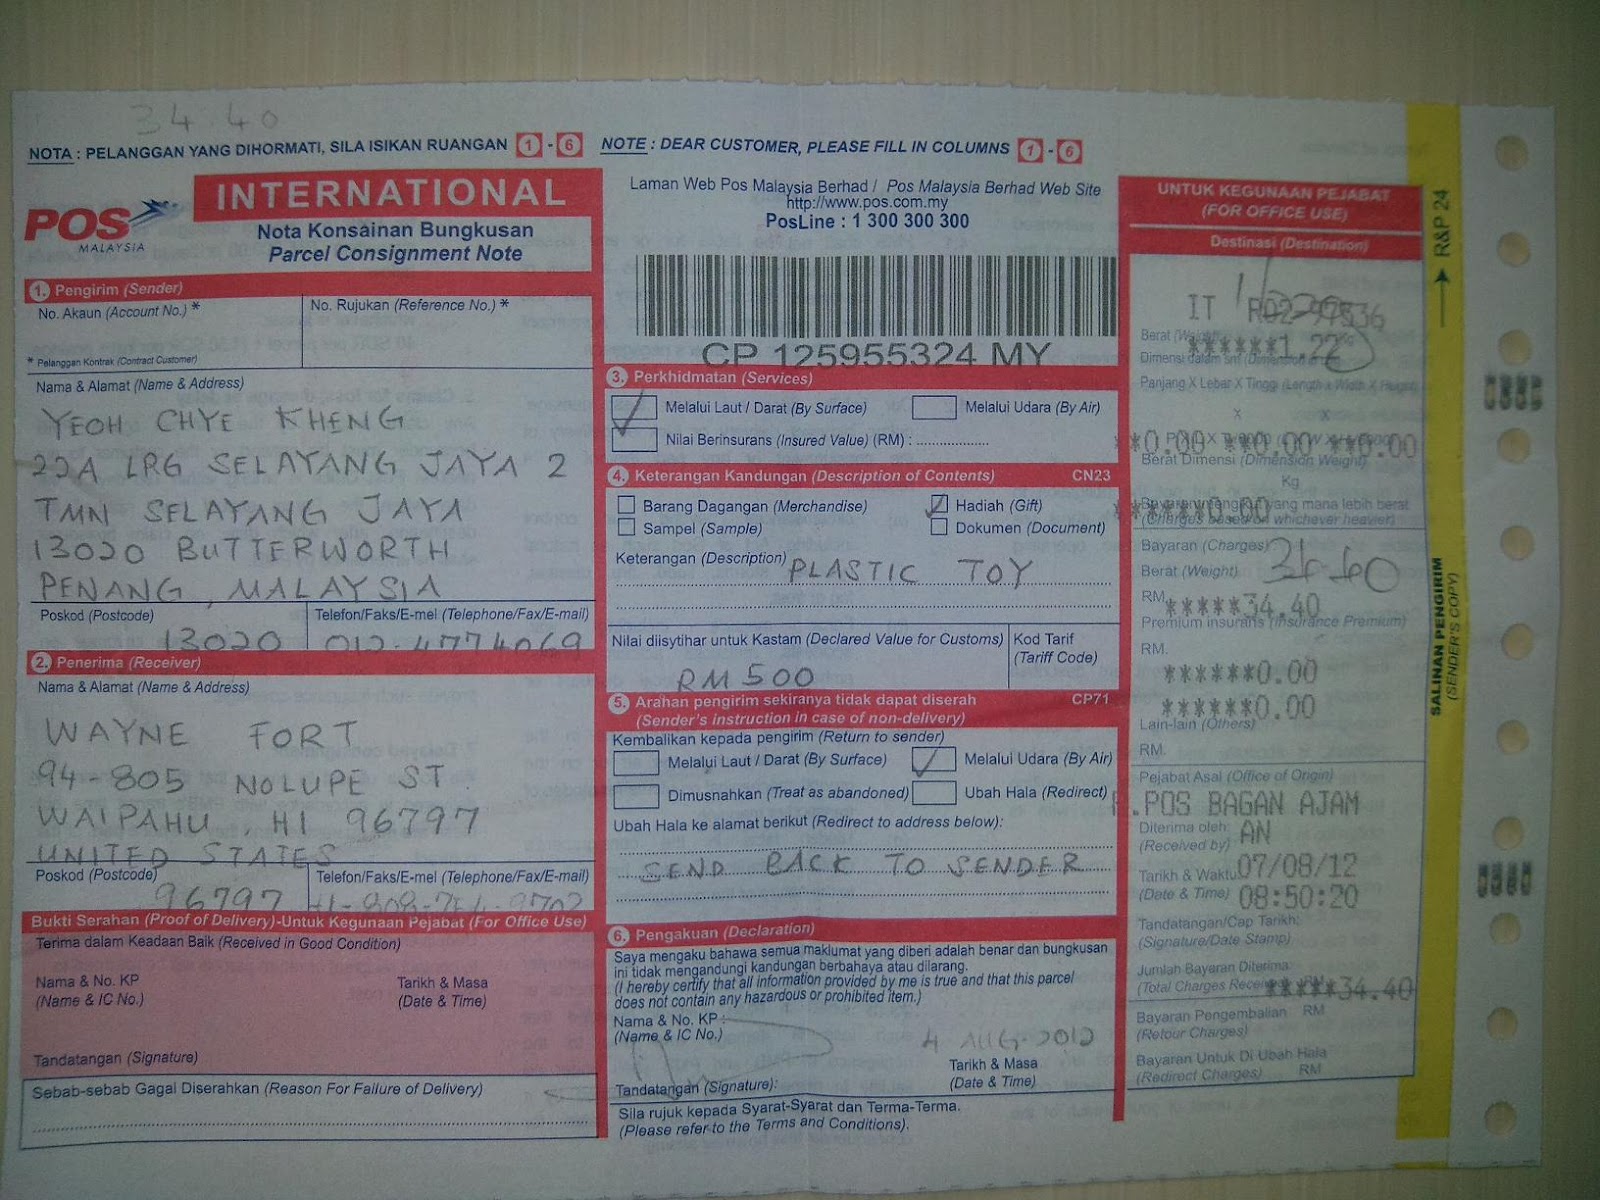 34.40
NOTA : PELANGGAN YANG DIHORMATI, SILA ISIKAN RUANGAN 1 - 6
NOTE : DEAR CUSTOMER, PLEASE FILL IN COLUMNS 1 - 6
POS MALAYSIA
INTERNATIONAL
Nota Konsainan Bungkusan
Parcel Consignment Note
1. Pengirim (Sender)
No. Akaun (Account No.) *
No. Rujukan (Reference No.) *
* Pelanggan Kontrak (Contract Customer)
Nama & Alamat (Name & Address)
YEOH CHYE KHENG
LRG SELAYANG JAYA 2
TMN SELAYANG JAYA
13020 BUTTERWORTH
PENANG, MALAYSIA
Poskod (Postcode)
Telefon/Faks/E-mel (Telephone/Fax/E-mail)
13020
012-4774069
2. Penerima (Receiver)
Nama & Alamat (Name & Address)
WAYNE FORT
94-805 NOLUPE ST.
WAIPAHU, HI 96797
UNITED STATES
Poskod (Postcode)
Telefon/Faks/E-mel (Telephone/Fax/E-mail)
96797
Bukti Serahan (Proof of Delivery)-Untuk Kegunaan Pejabat (For Office Use)
Terima dalam Keadaan Baik (Received in Good Condition)
Nama & No. KP
(Name & IC No.)
Tarikh & Masa
(Date & Time)
Tandatangan (Signature)
Sebab-sebab Gagal Diserahkan (Reason For Failure of Delivery)
Laman Web Pos Malaysia Berhad / Pos Malaysia Berhad Web Site
http://www.pos.com.my
PosLine : 1 300 300 300
CP 125955324 MY
3. Perkhidmatan (Services)
Melalui Laut / Darat (By Surface)
Melalui Udara (By Air)
Nilai Berinsurans (Insured Value) (RM) : ...................
4. Keterangan Kandungan (Description of Contents) CN23
Barang Dagangan (Merchandise)
Hadiah (Gift)
Sampel (Sample)
Dokumen (Document)
Keterangan (Description) PLASTIC TOY
Nilai diisytihar untuk Kastam (Declared Value for Customs)
Kod Tarif
(Tariff Code)
RM 500
5. Arahan pengirim sekiranya tidak dapat diserah CP71
(Sender's instruction in case of non-delivery)
Kembalikan kepada pengirim (Return to sender)
Melalui Laut / Darat (By Surface)
Melalui Udara (By Air)
Dimusnahkan (Treat as abandoned)
Ubah Hala (Redirect)
Ubah Hala ke alamat berikut (Redirect to address below):
SEND BACK TO SENDER
6. Pengakuan (Declaration)
Saya mengaku bahawa semua maklumat yang diberi adalah benar dan bungkusan
ini tidak mengandungi kandungan berbahaya atau dilarang.
(I hereby certify that all information provided by me is true and that this parcel
does not contain any hazardous or prohibited item.)
Nama & No. KP :
(Name & IC No.)
4 AUG 2012
Tarikh & Masa
(Date & Time)
Tandatangan (Signature):
Sila rujuk kepada Syarat-Syarat dan Terma-Terma.
(Please refer to the Terms and Conditions).
UNTUK KEGUNAAN PEJABAT
(FOR OFFICE USE)
Destinasi (Destination)
IT
Berat (Weight)
Panjang X Lebar X Tinggi (Length x Width X Height)
X X
**0.00 **0.00 **0.00
Berat Dimensi (Dimension Weight)
Kg
******0.00
(Charges based on whichever heavier)
Bayaran (Charges)
Berat (Weight) 34.40
RM *****34.40
Premium insurans (Insurance Premium)
RM.
******0.00
******0.00
Lain-lain (Others)
RM.
Pejabat Asal (Office of Origin)
.POS BAGAN AJAM
Diterima oleh: AN
(Received by)
Tarikh & Waktu 07/08/12
(Date & Time) 08:50:20
Tandatangan/Cap Tarikh:
(Signature/Date Stamp)
Jumlah Bayaran Diterima
(Total Charges *****34.40
Bayaran Pengembalian RM
(Retour Charges)
Bayaran Untuk Di Ubah Hala
(Redirect Charges) RM
R&P 24
SALINAN PENGIRIM
(SENDER'S COPY)